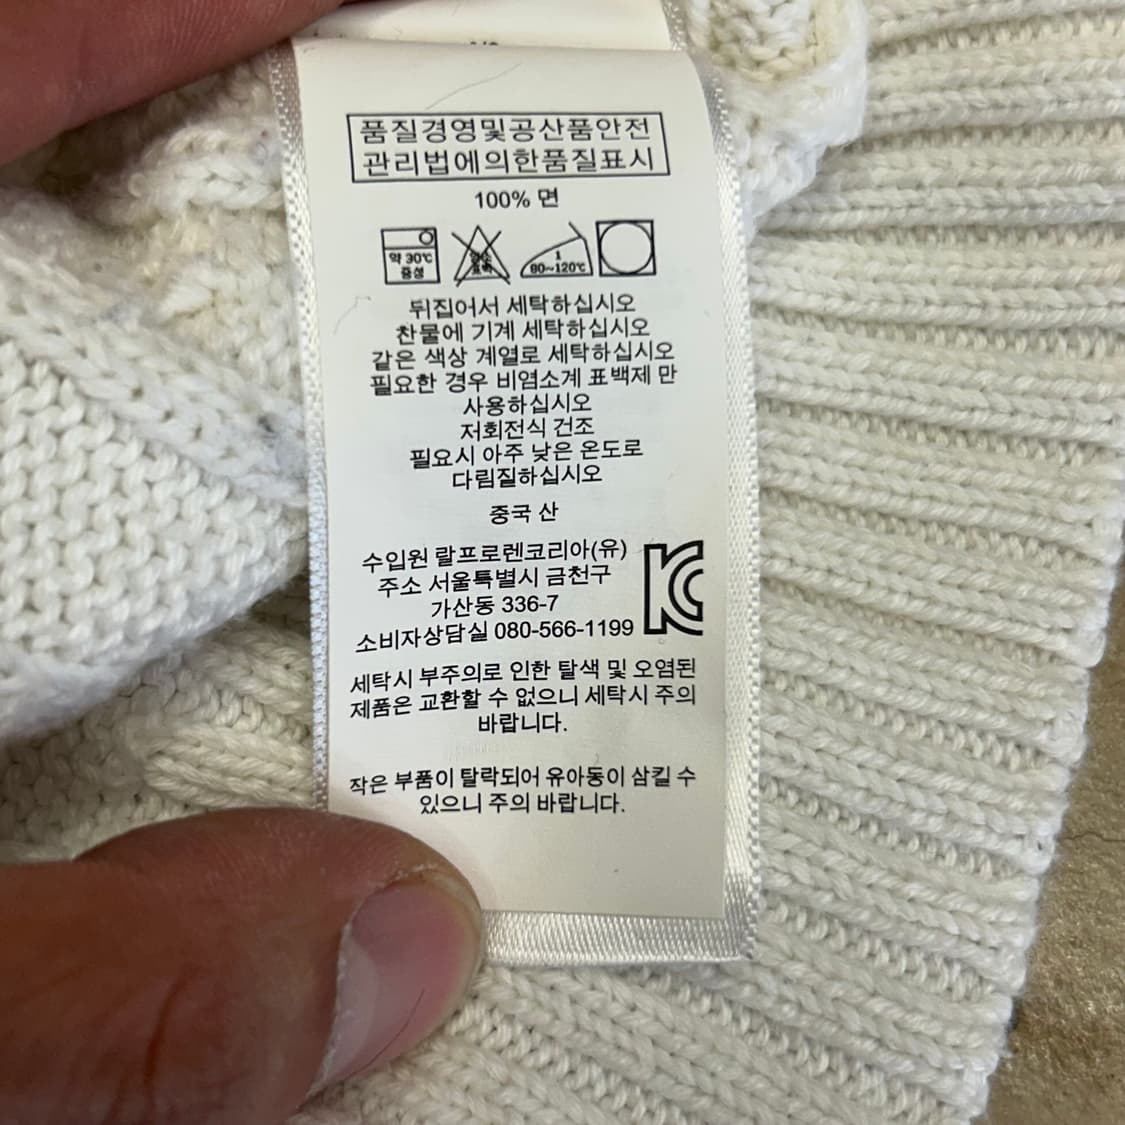 품질경영및공산품안전
관리법에의한품질표시
100% 면
약 30℃
중성
염소
표백
1
80~120℃
뒤집어서 세탁하십시오
찬물에 기계 세탁하십시오
같은 색상 계열로 세탁하십시오
필요한 경우 비염소계 표백제 만
사용하십시오
저회전식 건조
필요시 아주 낮은 온도로
다림질하십시오
중국 산
수입원 랄프로렌코리아(유)
주소 서울특별시 금천구
가산동 336-7
소비자상담실 080-566-1199
KC
세탁시 부주의로 인한 탈색 및 오염된
제품은 교환할 수 없으니 세탁시 주의
바랍니다.
작은 부품이 탈락되어 유아동이 삼킬 수
있으니 주의 바랍니다.